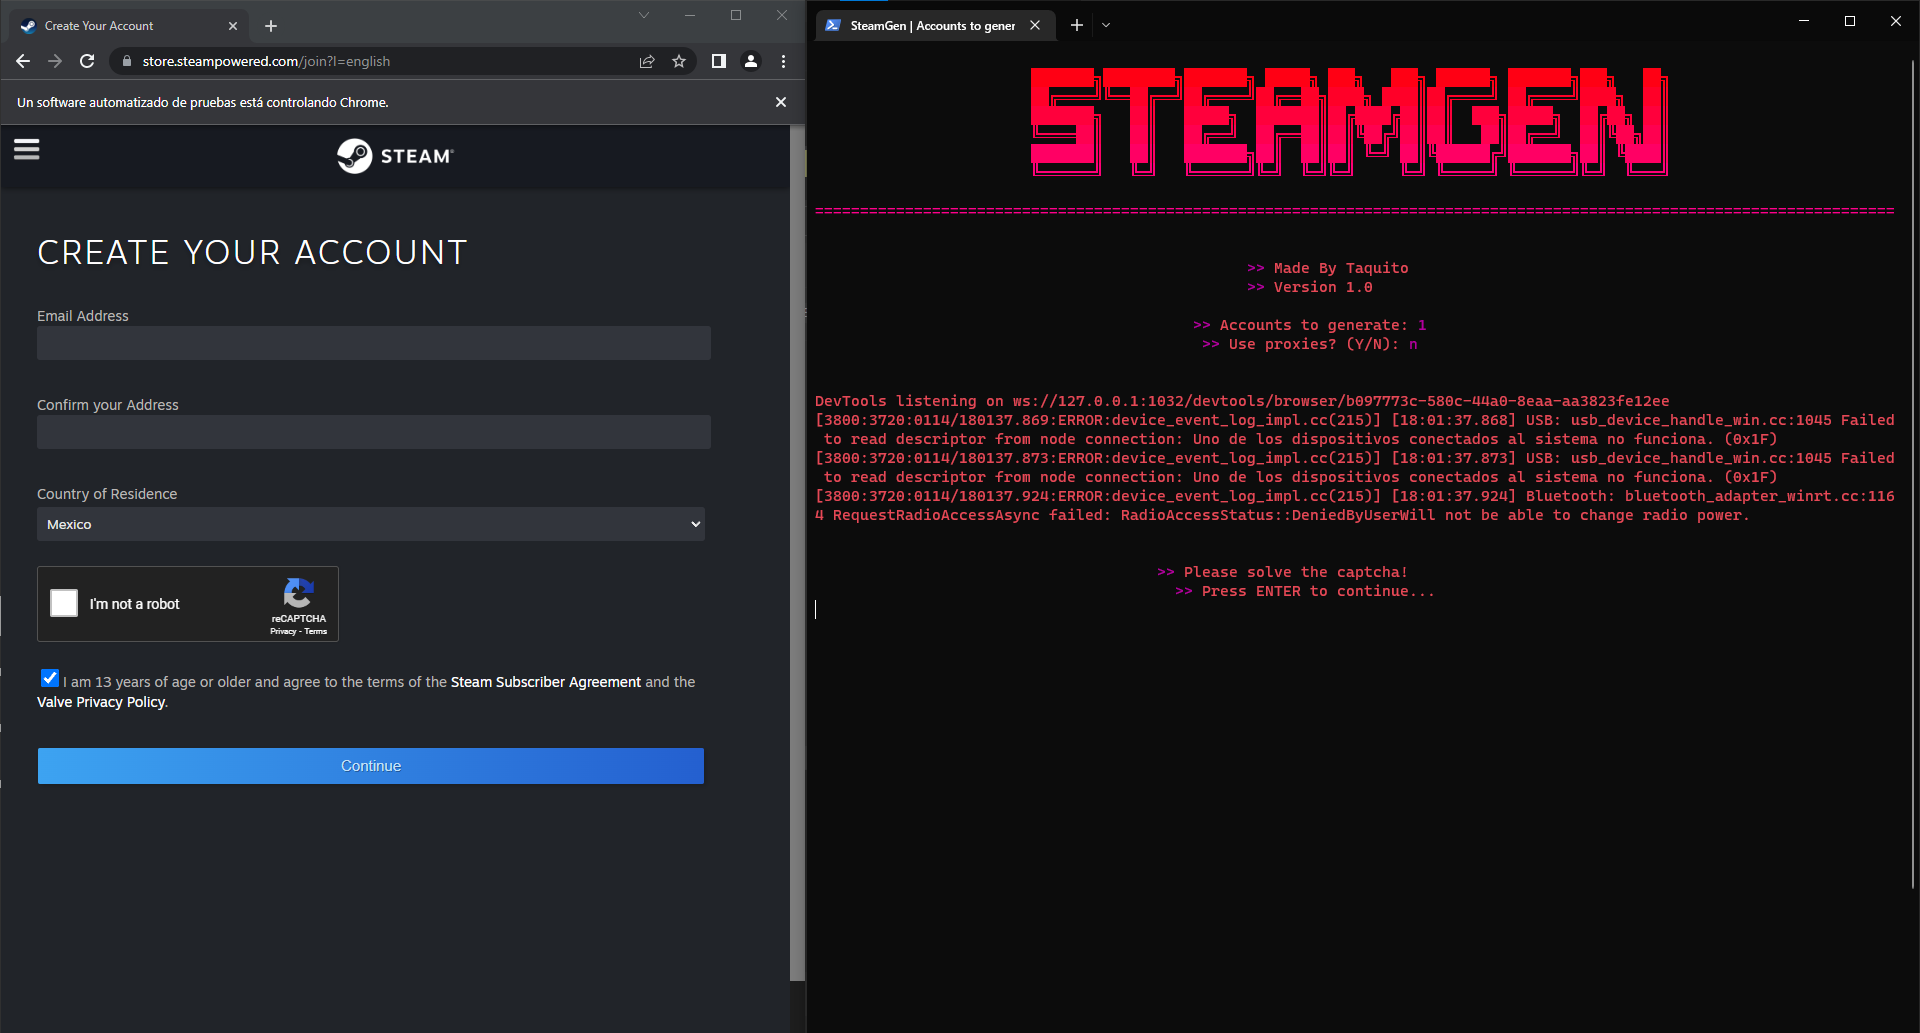 Create Your Account
store.steampowered.com/join?l=english
Un software automatizado de pruebas está controlando Chrome.
STEAM®
CREATE YOUR ACCOUNT
Email Address
Confirm your Address
Country of Residence
Mexico
I'm not a robot
reCAPTCHA
Privacy - Terms
I am 13 years of age or older and agree to the terms of the Steam Subscriber Agreement and the
Valve Privacy Policy.
Continue
SteamGen | Accounts to gener
STEAMGEN
========================================================================================================================
>> Made By Taquito
>> Version 1.0
>> Accounts to generate: 1
>> Use proxies? (Y/N): n
DevTools listening on ws://127.0.0.1:1032/devtools/browser/b097773c-580c-44a0-8eaa-aa3823fe12ee
[3800:3720:0114/180137.869:ERROR:device_event_log_impl.cc(215)] [18:01:37.868] USB: usb_device_handle_win.cc:1045 Failed
to read descriptor from node connection: Uno de los dispositivos conectados al sistema no funciona. (0x1F)
[3800:3720:0114/180137.873:ERROR:device_event_log_impl.cc(215)] [18:01:37.873] USB: usb_device_handle_win.cc:1045 Failed
to read descriptor from node connection: Uno de los dispositivos conectados al sistema no funciona. (0x1F)
[3800:3720:0114/180137.924:ERROR:device_event_log_impl.cc(215)] [18:01:37.924] Bluetooth: bluetooth_adapter_winrt.cc:116
4 RequestRadioAccessAsync failed: RadioAccessStatus::DeniedByUserWill not be able to change radio power.
>> Please solve the captcha!
>> Press ENTER to continue...